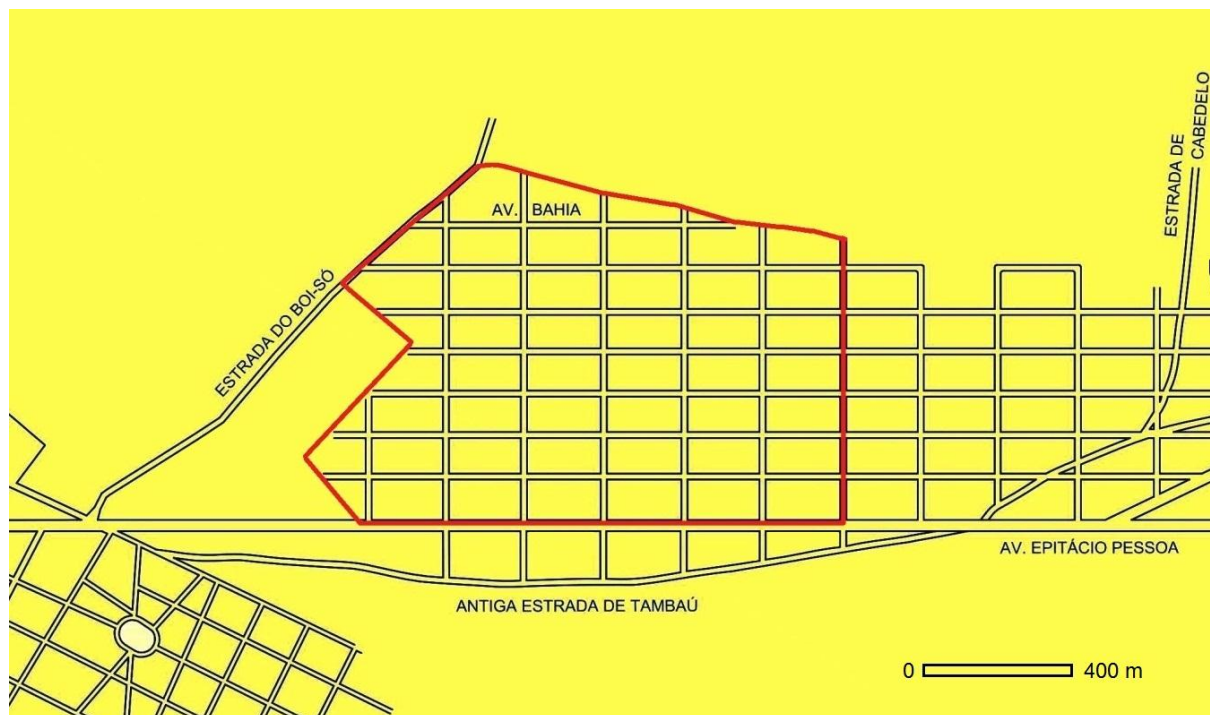 ESTRADA DE
CABEDELO
AV. BAHIA
ESTRADA DO BOI-SÓ
AV. EPITÁCIO PESSOA
ANTIGA ESTRADA DE TAMBAÚ
0 400 m